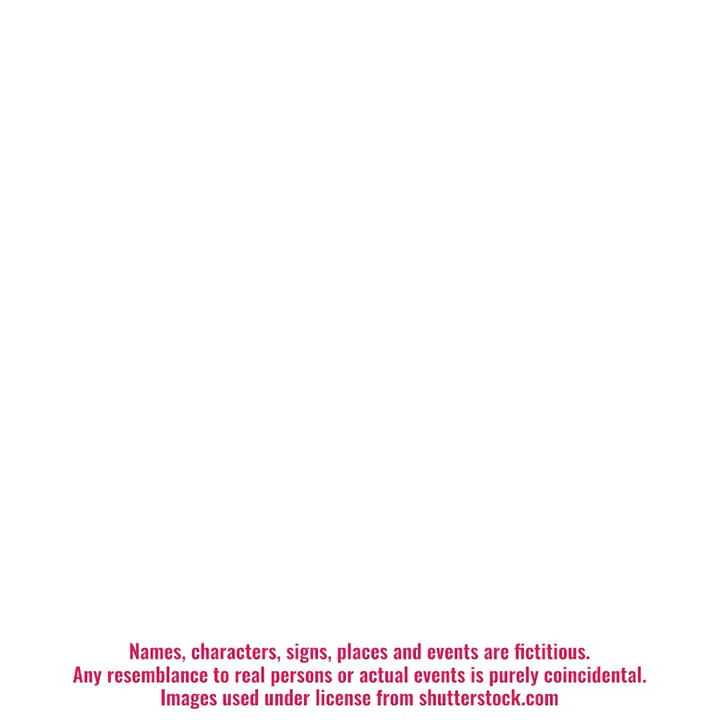 Names, characters, signs, places and events are fictitious.
Any resemblance to real persons or actual events is purely coincidental.
Images used under license from shutterstock.com